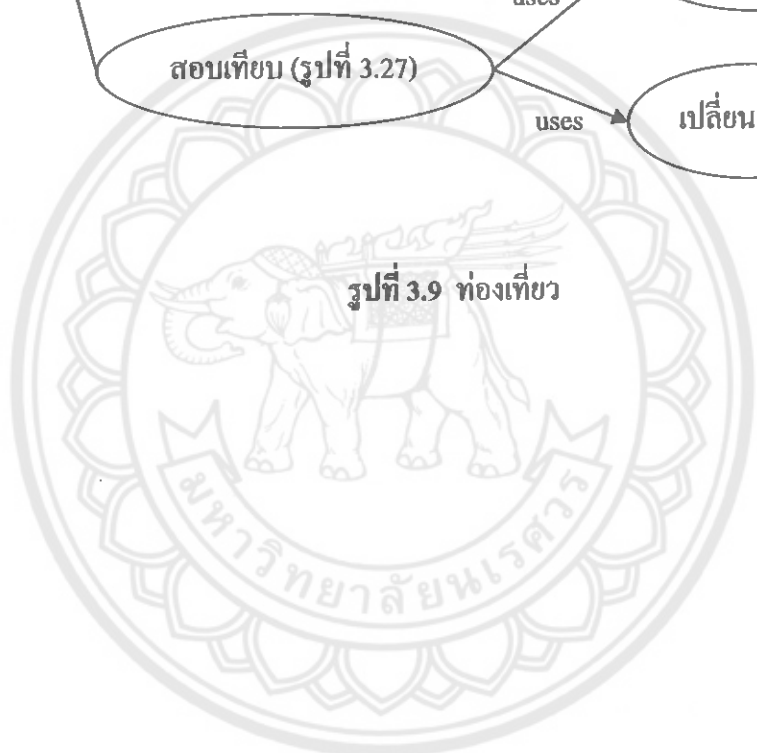 uses
สอบเทียบ (รูปที่ 3.27)
uses
เปลี่ยน
รูปที่ 3.9 ท่องเที่ยว
มหาวิทยาลัยนเรศวร